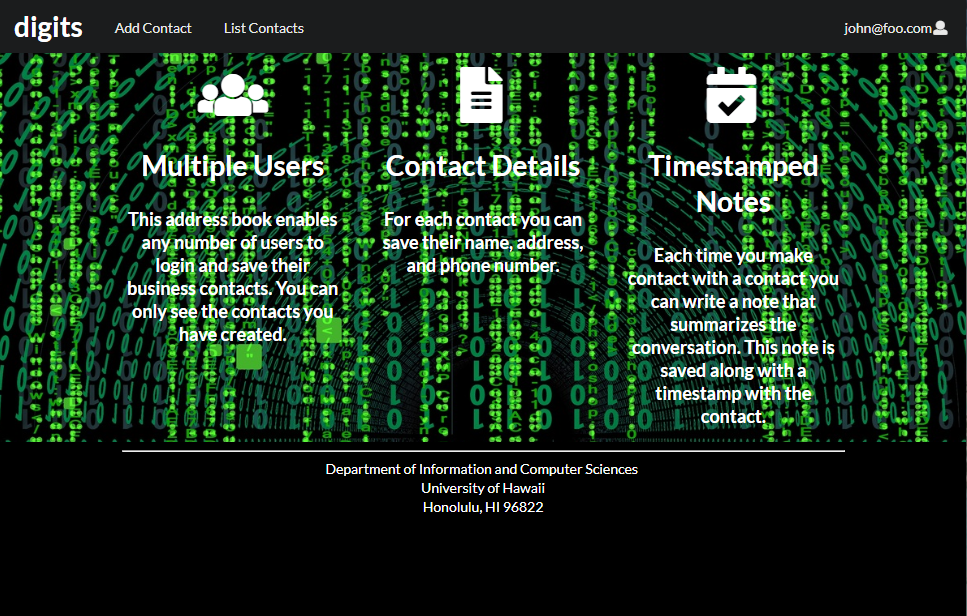 digits
Add Contact
List Contacts
john@foo.com
Multiple Users
This address book enables
any number of users to
login and save their
business contacts. You can
only see the contacts you
have created.
Contact Details
For each contact you can
save their name, address,
and phone number.
Timestamped
Notes
Each time you make
contact with a contact you
can write a note that
summarizes the
conversation. This note is
saved along with a
timestamp with the
contact.
Department of Information and Computer Sciences
University of Hawaii
Honolulu, HI 96822